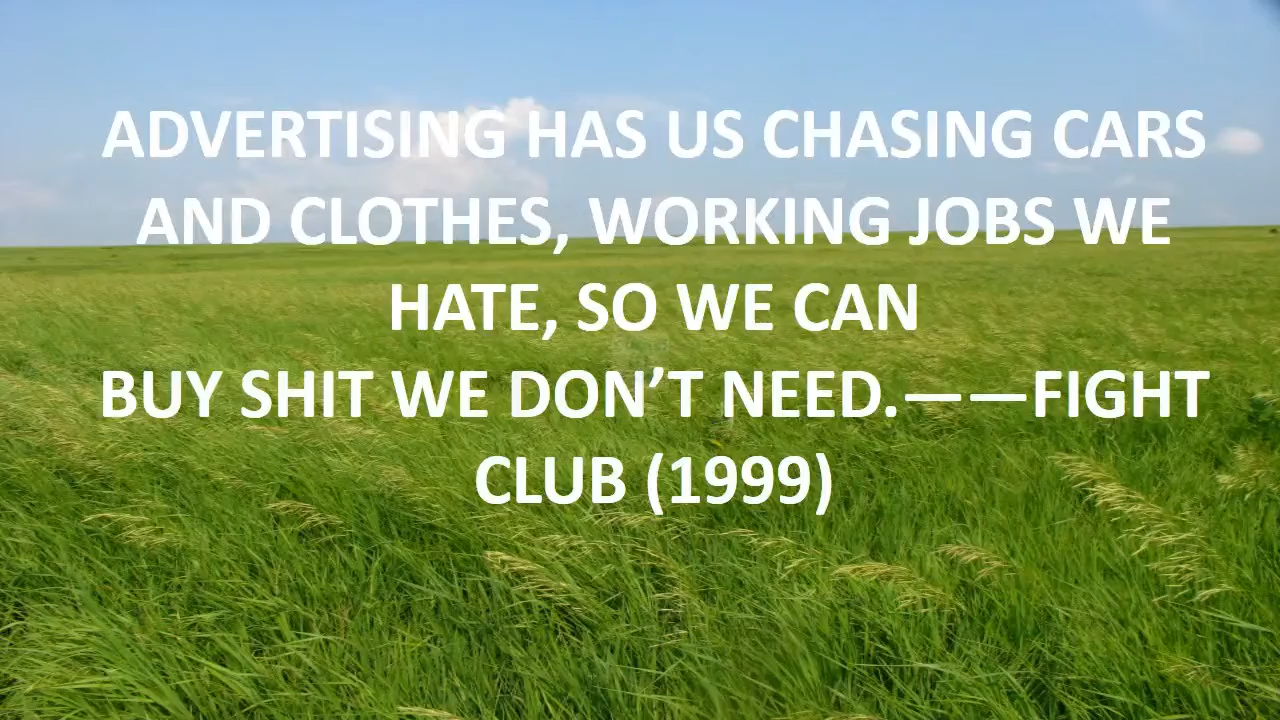 ADVERTISING HAS US CHASING CARS
AND CLOTHES, WORKING JOBS WE
HATE, SO WE CAN
BUY SHIT WE DON’T NEED.——FIGHT
CLUB (1999)